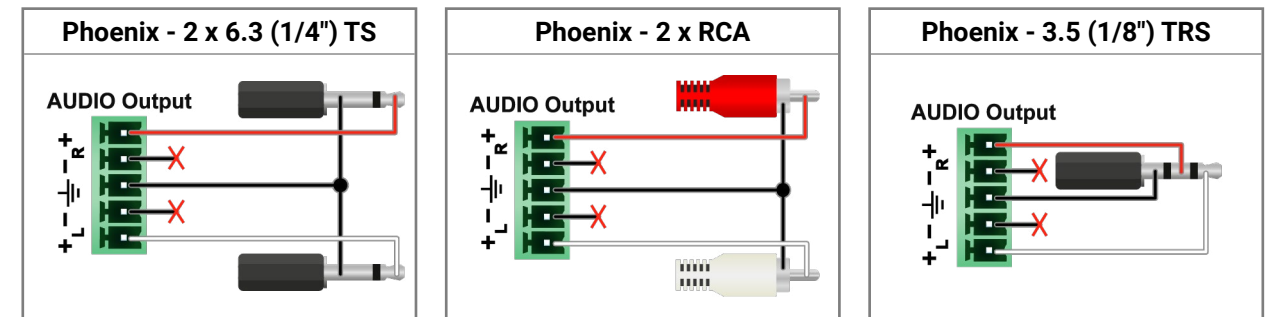 Phoenix - 2 x 6.3 (1/4") TS
AUDIO Output
+
R
-
-
L
+
Phoenix - 2 x RCA
AUDIO Output
+
R
-
-
L
+
Phoenix - 3.5 (1/8") TRS
AUDIO Output
+
R
-
-
L
+